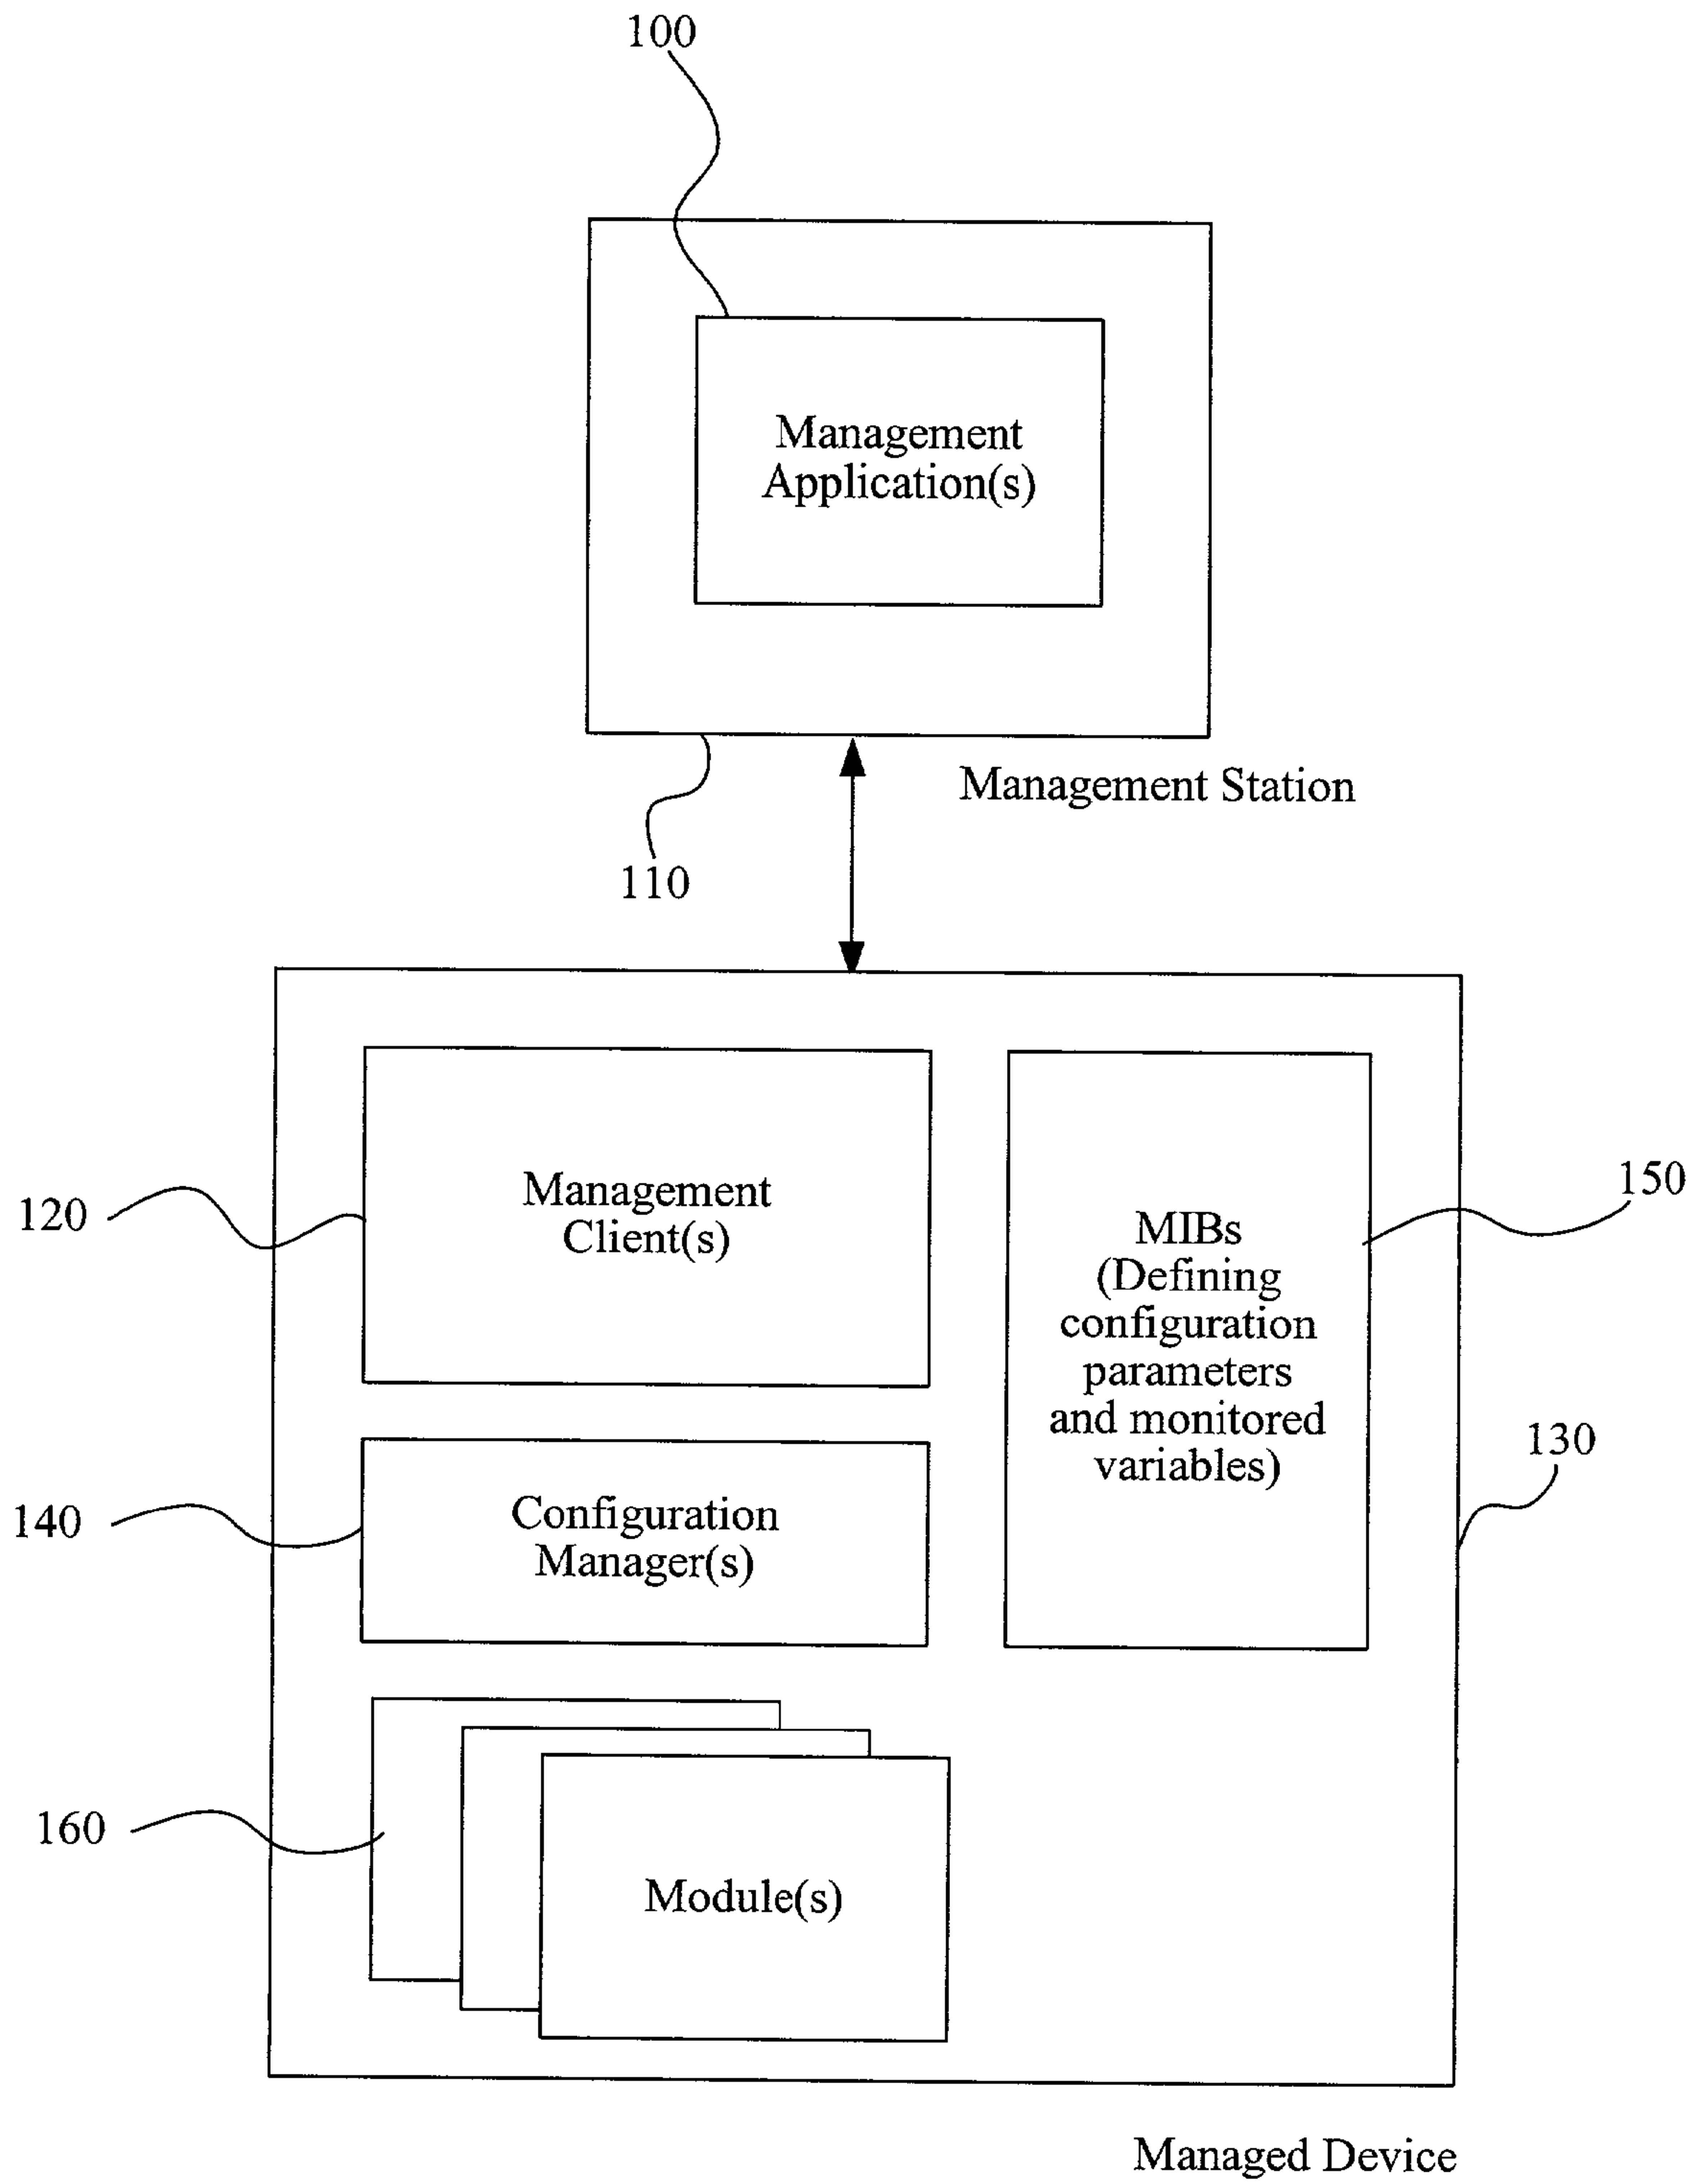 100
Management
Application(s)
Management Station
110
Management
Client(s)
120
150
MIBs
(Defining
configuration
parameters
and monitored
variables)
130
140
Configuration
Manager(s)
160
Module(s)
Managed Device